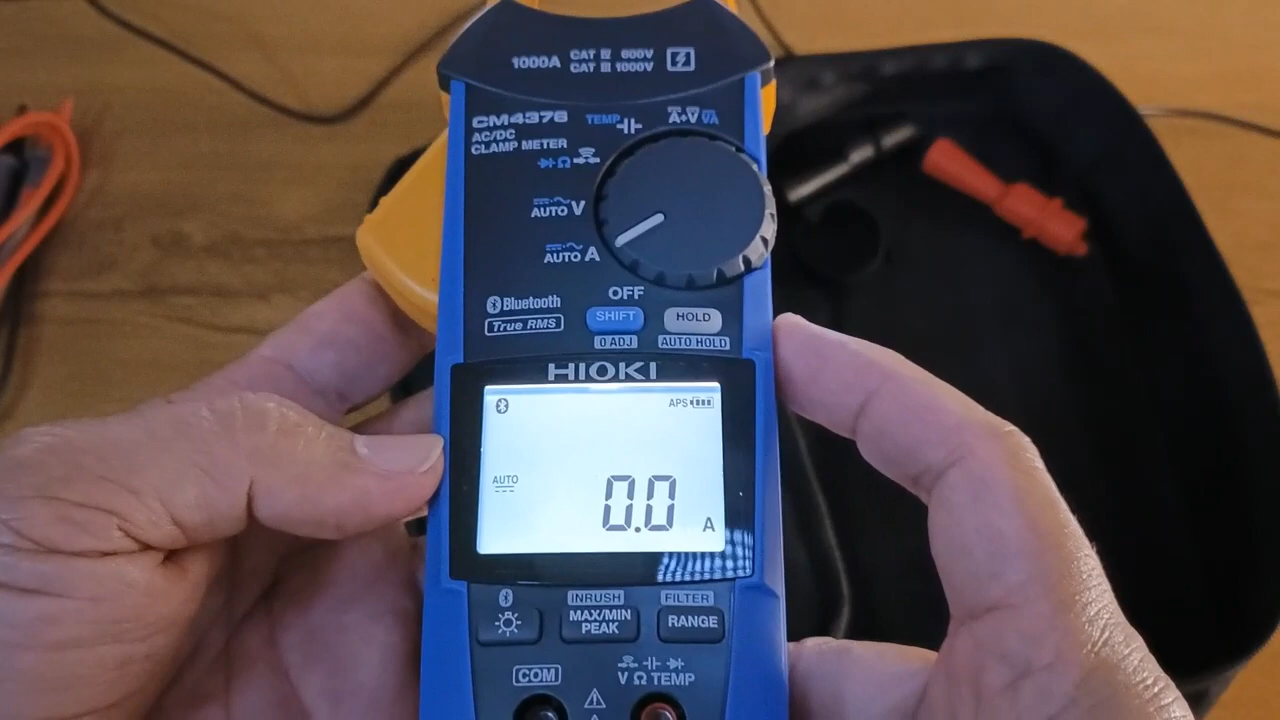 1000A CAT IV 600V
CAT III 1000V
CM4376
AC/DC
CLAMP METER
TEMP
A+V VA
Ω
AUTO V
AUTO A
OFF
Bluetooth
True RMS
SHIFT
HOLD
0 ADJ
AUTO HOLD
HIOKI
APS
AUTO
0.0 A
INRUSH
FILTER
MAX/MIN
PEAK
RANGE
COM
V Ω TEMP